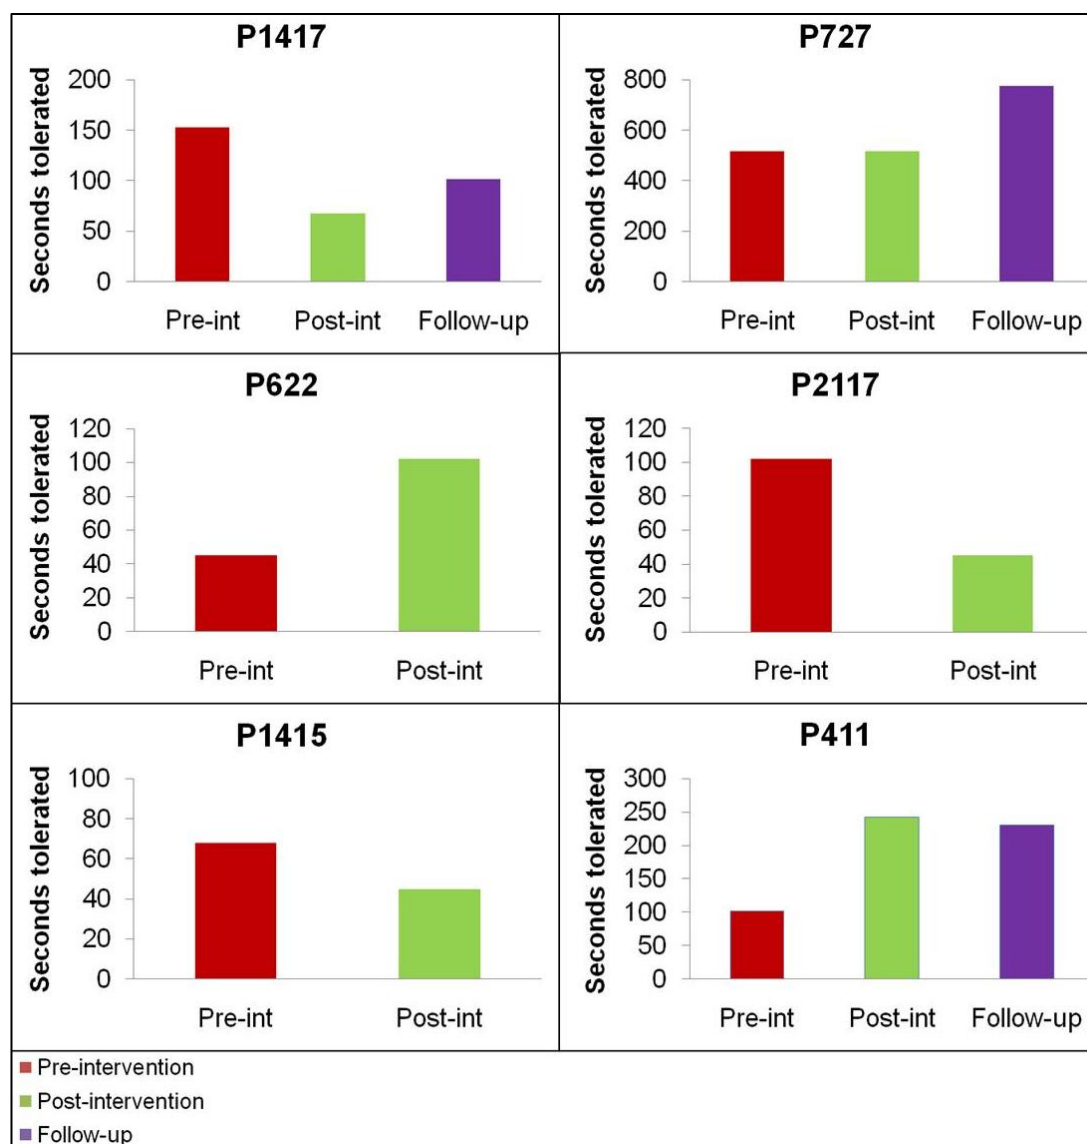 P1417
Seconds tolerated
200
150
100
50
0
Pre-int Post-int Follow-up
P727
Seconds tolerated
800
600
400
200
0
Pre-int Post-int Follow-up
P622
Seconds tolerated
120
100
80
60
40
20
0
Pre-int Post-int
P2117
Seconds tolerated
120
100
80
60
40
20
0
Pre-int Post-int
P1415
Seconds tolerated
100
80
60
40
20
0
Pre-int Post-int
P411
Seconds tolerated
300
250
200
150
100
50
0
Pre-int Post-int Follow-up
Pre-intervention
Post-intervention
Follow-up